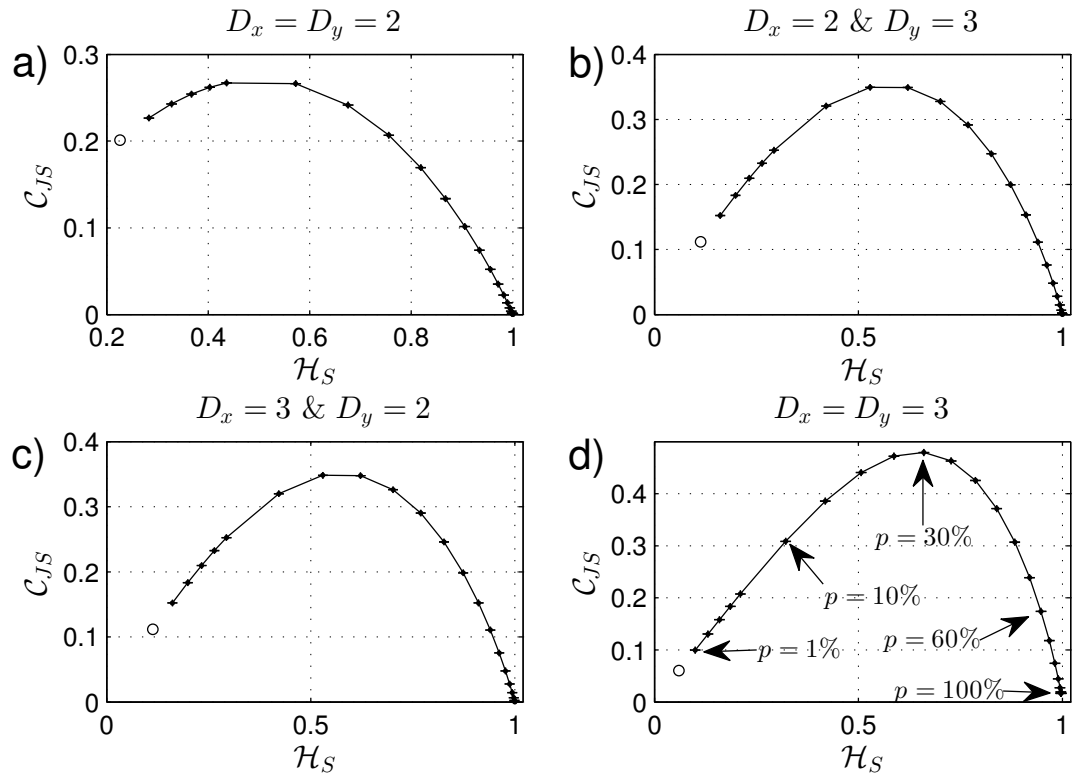 D_x = D_y = 2
a)
0.3
0.2
0.1
0
C_JS
0.2 0.4 0.6 0.8 1
H_S
D_x = 2 & D_y = 3
b)
0.4
0.3
0.2
0.1
0
C_JS
0 0.5 1
H_S
D_x = 3 & D_y = 2
c)
0.4
0.3
0.2
0.1
0
C_JS
0 0.5 1
H_S
D_x = D_y = 3
d)
0.4
0.3
0.2
0.1
0
C_JS
p = 30%
p = 10%
p = 60%
p = 1%
p = 100%
0 0.5 1
H_S